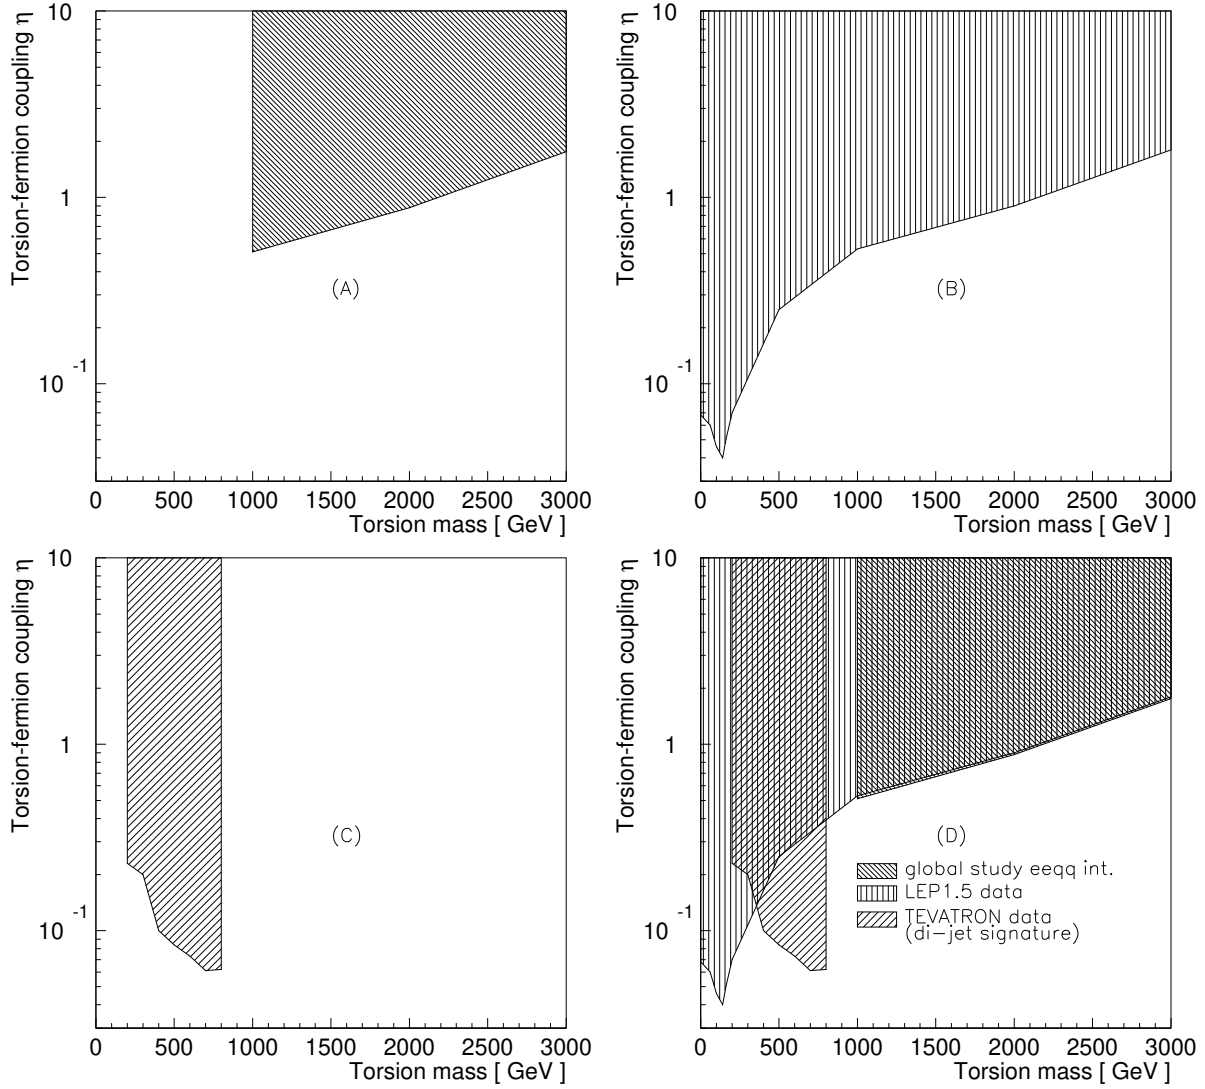 Torsion-fermion coupling η
10
1
10 -1
(A)
0 500 1000 1500 2000 2500 3000
Torsion mass [ GeV ]
Torsion-fermion coupling η
10
1
10 -1
(B)
0 500 1000 1500 2000 2500 3000
Torsion mass [ GeV ]
Torsion-fermion coupling η
10
1
10 -1
(C)
0 500 1000 1500 2000 2500 3000
Torsion mass [ GeV ]
Torsion-fermion coupling η
10
1
10 -1
(D)
global study eeqq int.
LEP1.5 data
TEVATRON data
(di-jet signature)
0 500 1000 1500 2000 2500 3000
Torsion mass [ GeV ]